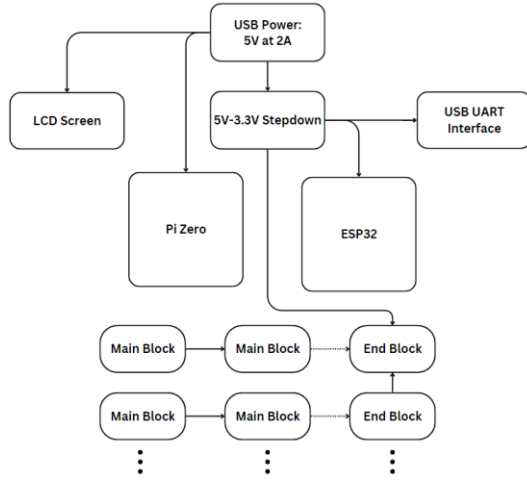 USB Power:
5V at 2A
LCD Screen
5V-3.3V Stepdown
USB UART
Interface
Pi Zero
ESP32
Main Block
Main Block
End Block
Main Block
Main Block
End Block